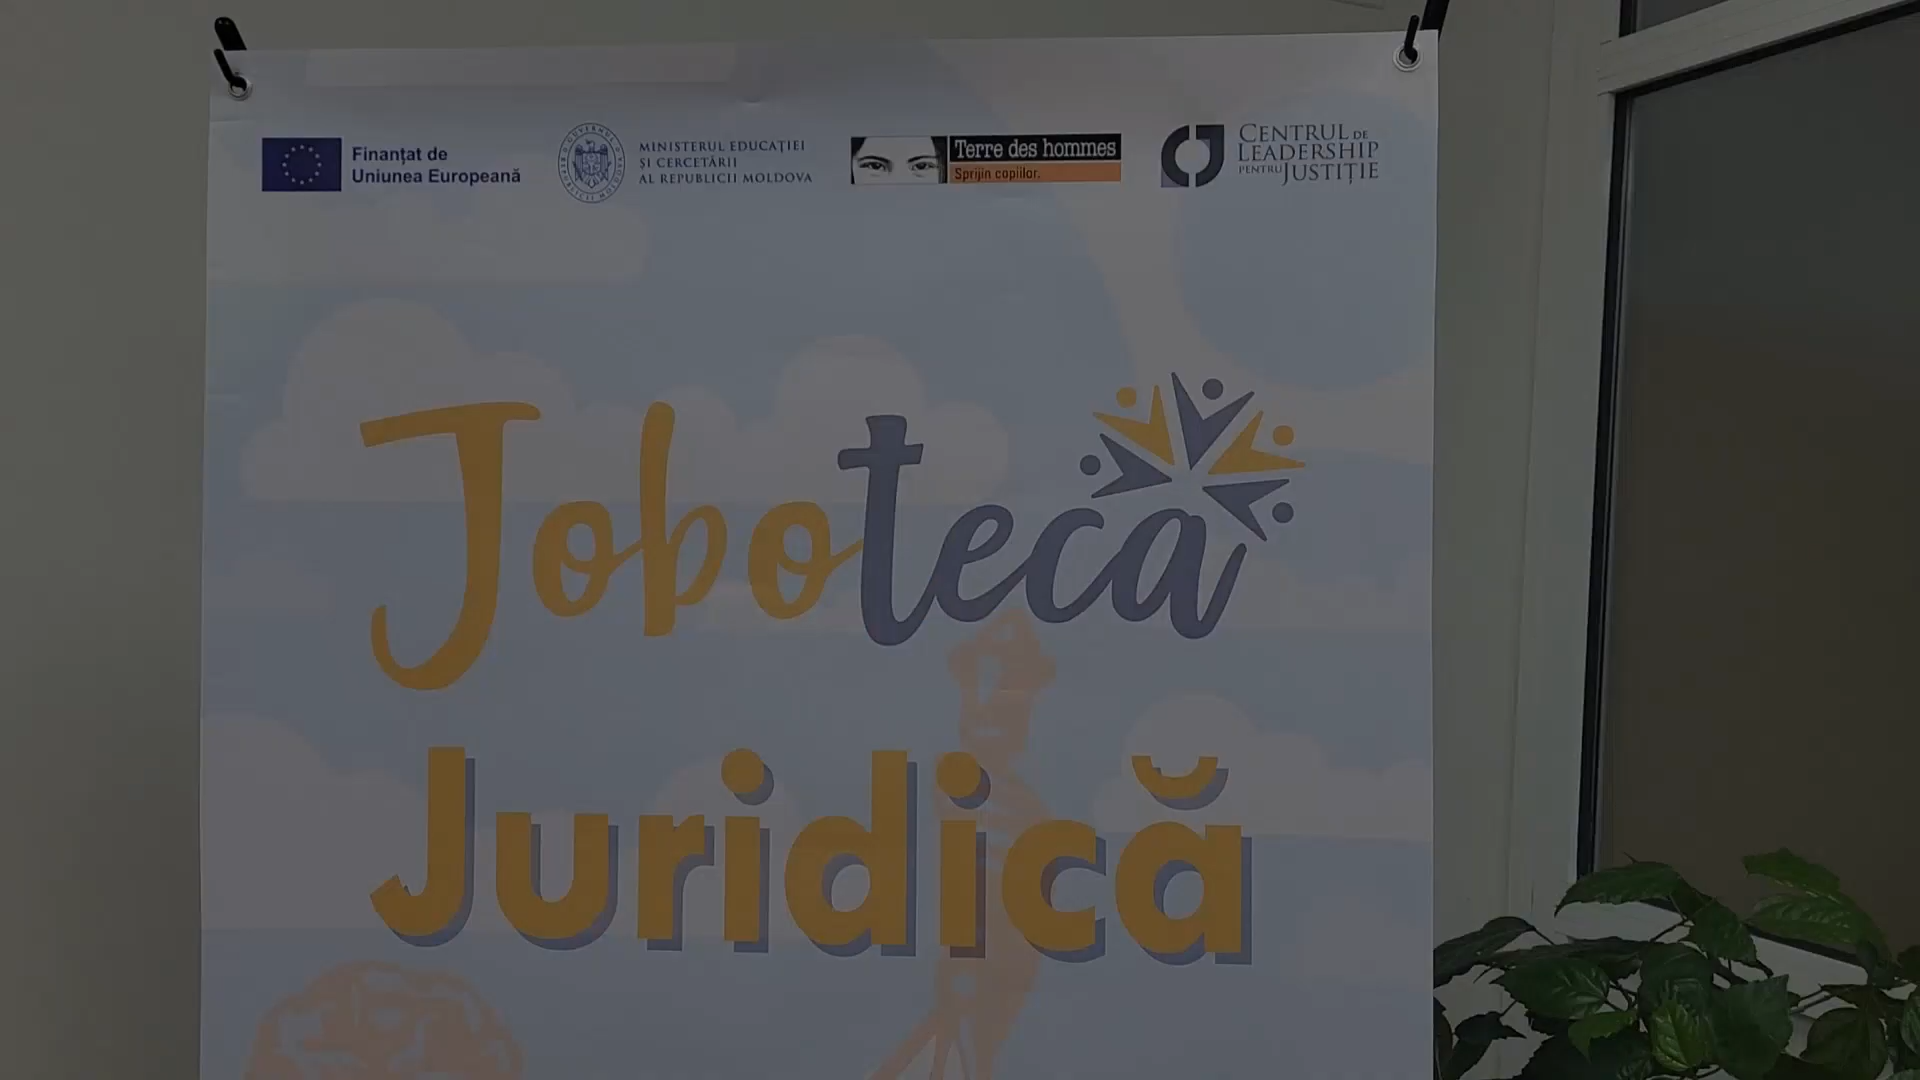 Finanțat de
Uniunea Europeană
MINISTERUL EDUCAȚIEI
ȘI CERCETĂRII
AL REPUBLICII MOLDOVA
Terre des hommes
Sprijin copiilor.
CENTRUL DE
LEADERSHIP
PENTRU JUSTIȚIE
Joboteca
Juridică